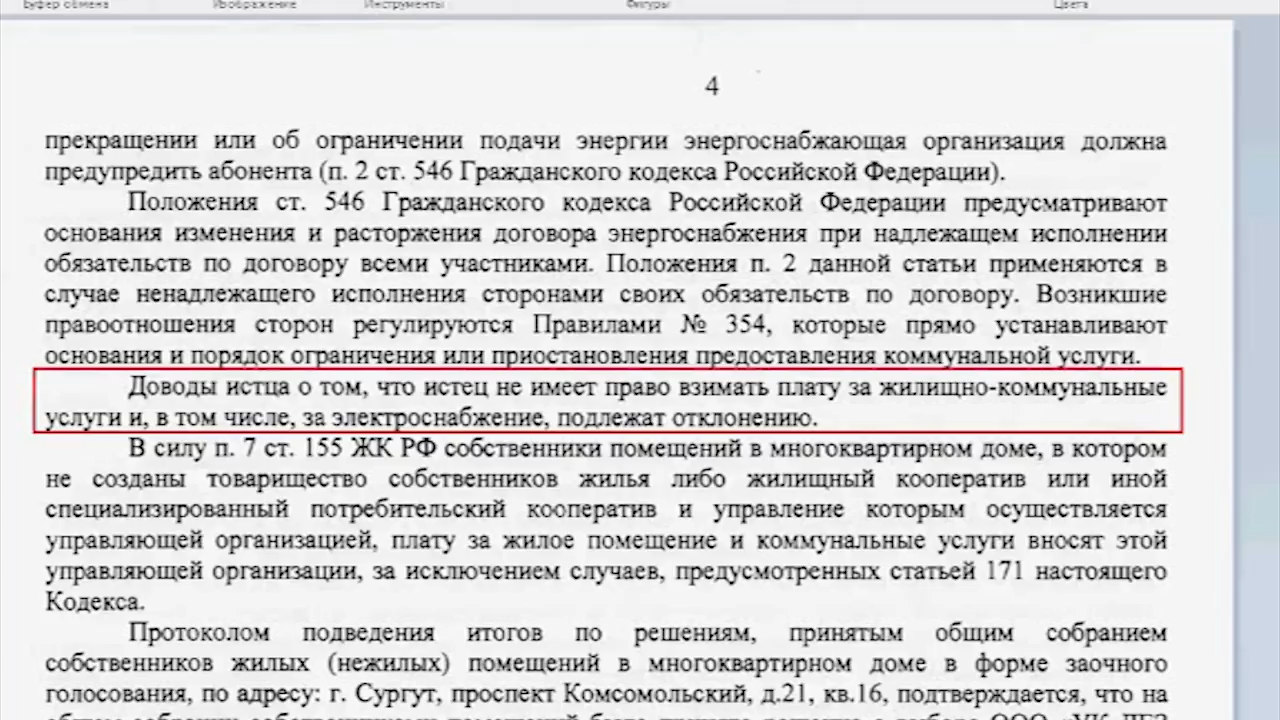 Буфер обмена Изображение Инструменты Фигуры Цвета
4
прекращении или об ограничении подачи энергии энергоснабжающая организация должна
предупредить абонента (п. 2 ст. 546 Гражданского кодекса Российской Федерации).
Положения ст. 546 Гражданского кодекса Российской Федерации предусматривают
основания изменения и расторжения договора энергоснабжения при надлежащем исполнении
обязательств по договору всеми участниками. Положения п. 2 данной статьи применяются в
случае ненадлежащего исполнения сторонами своих обязательств по договору. Возникшие
правоотношения сторон регулируются Правилами № 354, которые прямо устанавливают
основания и порядок ограничения или приостановления предоставления коммунальной услуги.
Доводы истца о том, что истец не имеет право взимать плату за жилищно-коммунальные
услуги и, в том числе, за электроснабжение, подлежат отклонению.
В силу п. 7 ст. 155 ЖК РФ собственники помещений в многоквартирном доме, в котором
не созданы товарищество собственников жилья либо жилищный кооператив или иной
специализированный потребительский кооператив и управление которым осуществляется
управляющей организацией, плату за жилое помещение и коммунальные услуги вносят этой
управляющей организации, за исключением случаев, предусмотренных статьей 171 настоящего
Кодекса.
Протоколом подведения итогов по решениям, принятым общим собранием
собственников жилых (нежилых) помещений в многоквартирном доме в форме заочного
голосования, по адресу: г. Сургут, проспект Комсомольский, д.21, кв.16, подтверждается, что на